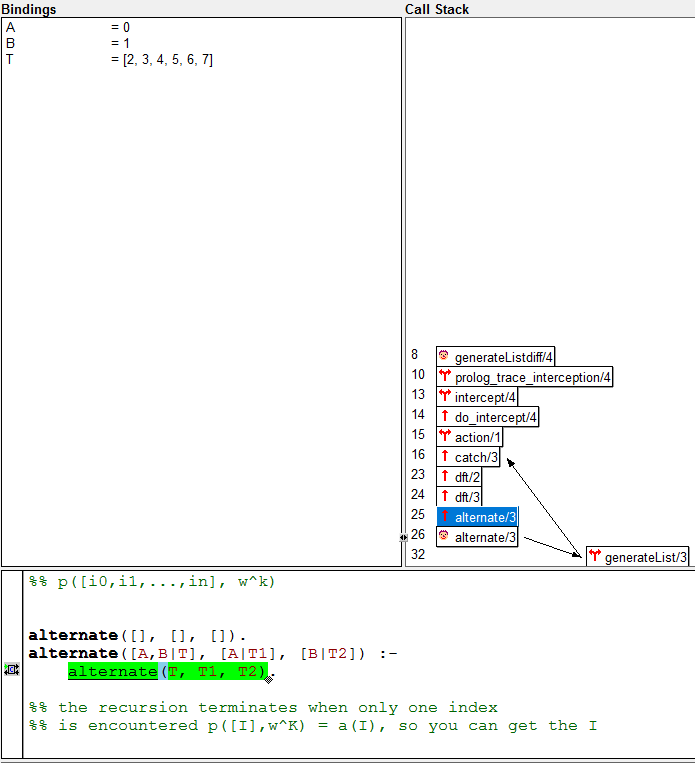 Bindings
A = 0
B = 1
T = [2, 3, 4, 5, 6, 7]
Call Stack
8 generateListdiff/4
10 prolog_trace_interception/4
13 intercept/4
14 do_intercept/4
15 action/1
16 catch/3
23 dft/2
24 dft/3
25 alternate/3
26 alternate/3
32 generateList/3
%% p([i0,i1,...,in], w^k)
alternate([], [], []).
alternate([A,B|T], [A|T1], [B|T2]) :-
alternate(T, T1, T2).
%% the recursion terminates when only one index
%% is encountered p([I],w^K) = a(I), so you can get the I